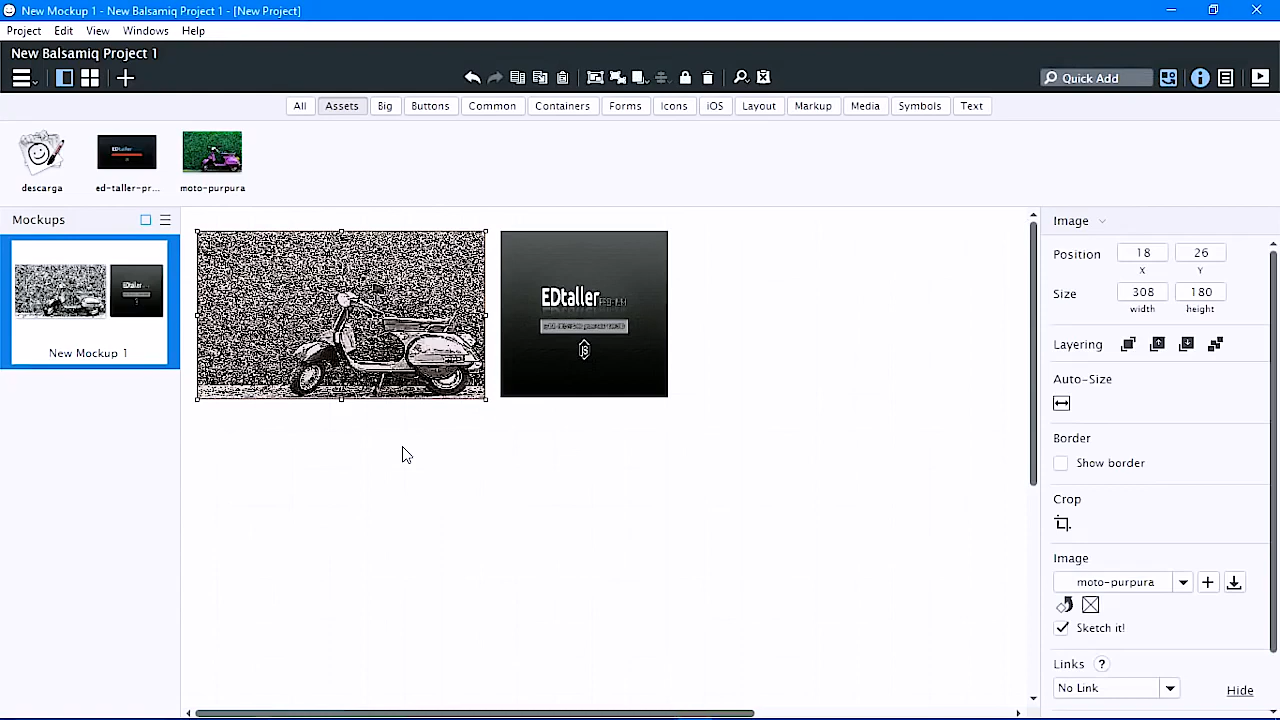 New Mockup 1 - New Balsamiq Project 1 - [New Project]
Project Edit View Windows Help
New Balsamiq Project 1
Quick Add
All Assets Big Buttons Common Containers Forms Icons iOS Layout Markup Media Symbols Text
descarga ed-taller-pr... moto-purpura
Mockups
New Mockup 1
EDtaller
Image
Position 18 26
X Y
Size 308 180
width height
Layering
Auto-Size
Border
Show border
Crop
Image
moto-purpura
Sketch it!
Links ?
No Link
Hide